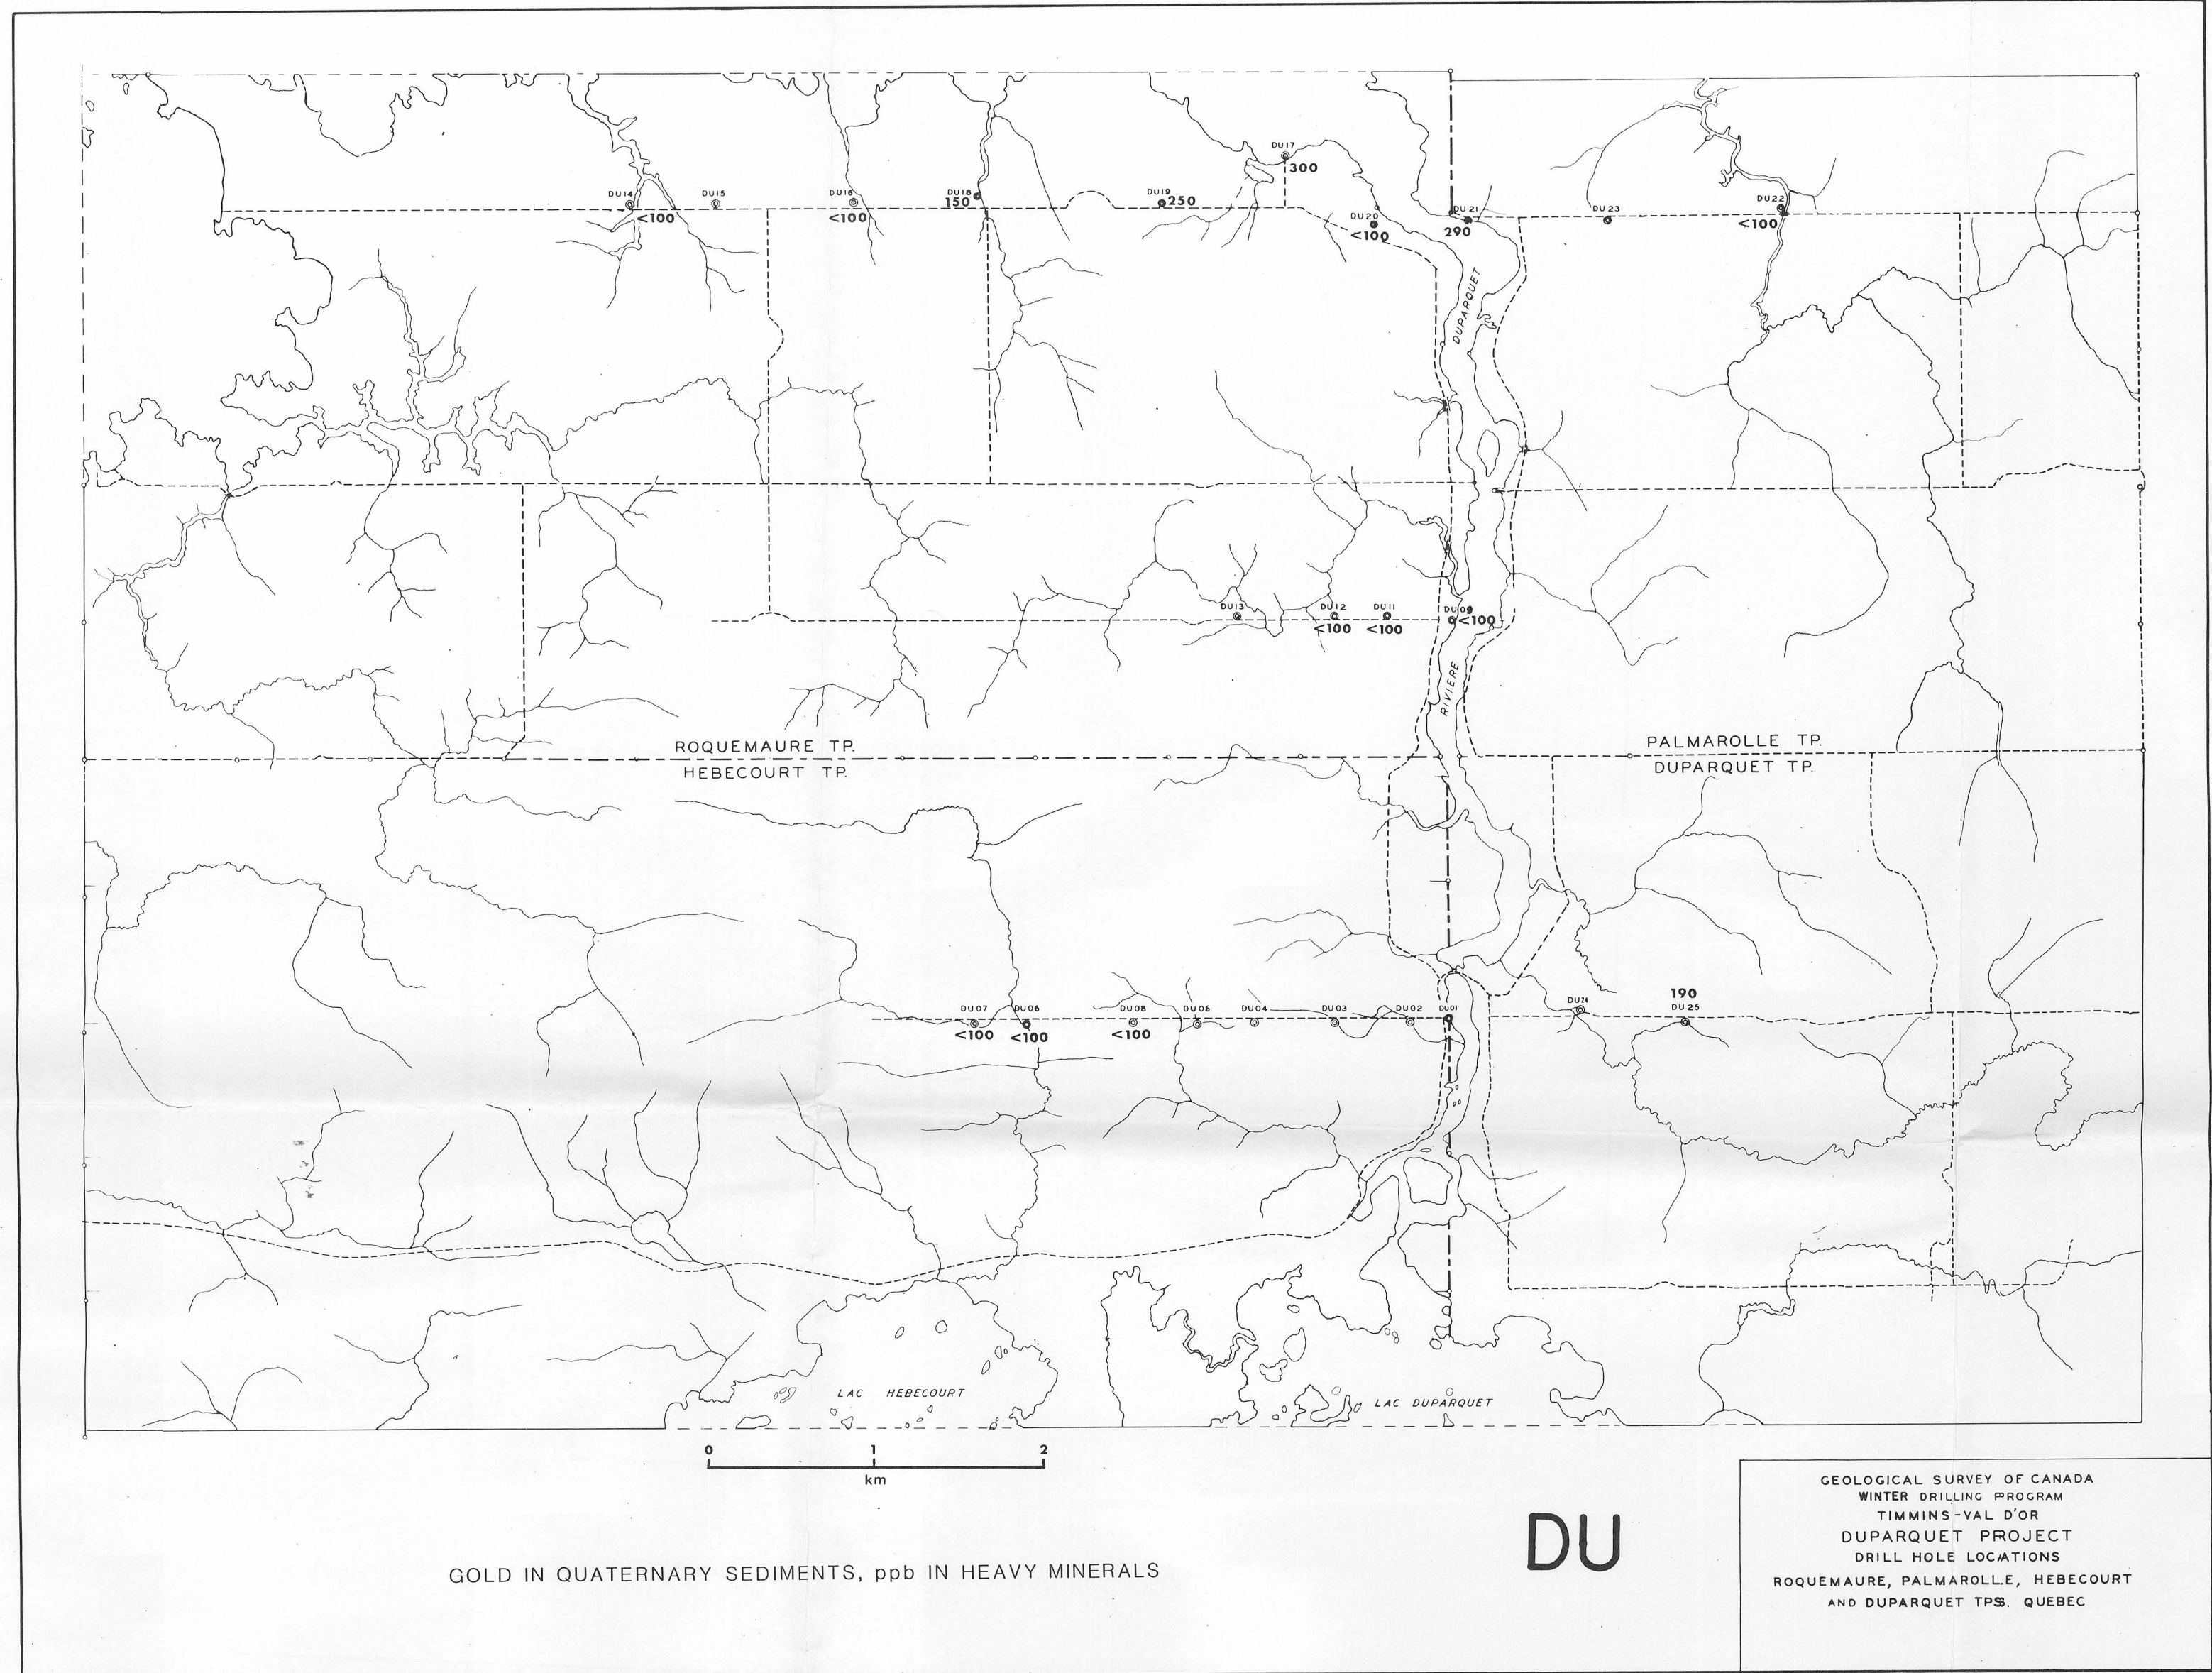 DU17
300
DU14
<100
DU15
DU16
<100
DU18
150
DU19
250
DU20
<100
DU21
290
DU23
DU22
<100
DUPARQUET
DU13
DU12
<100
DU11
<100
DU09
<100
RIVIERE
ROQUEMAURE TP.
HEBECOURT TP.
PALMAROLLE TP.
DUPARQUET TP.
DU07
<100
DU06
<100
DU08
<100
DU05
DU04
DU03
DU02
DU01
DU24
190
DU25
LAC HEBECOURT
LAC DUPARQUET
0 1 2
km
GOLD IN QUATERNARY SEDIMENTS, ppb IN HEAVY MINERALS
DU
GEOLOGICAL SURVEY OF CANADA
WINTER DRILLING PROGRAM
TIMMINS-VAL D'OR
DUPARQUET PROJECT
DRILL HOLE LOCATIONS
ROQUEMAURE, PALMAROLLE, HEBECOURT
AND DUPARQUET TPS. QUEBEC